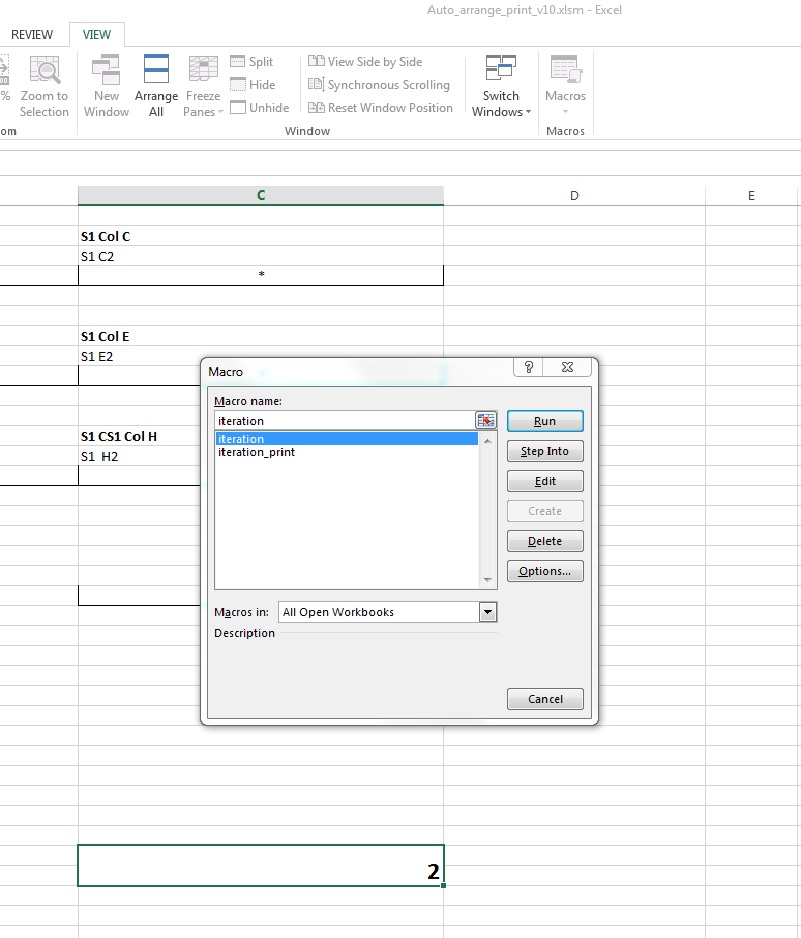 Auto_arrange_print_v10.xlsm - Excel
REVIEW VIEW
% Zoom to Selection
New Window
Arrange All
Freeze Panes
Split
Hide
Unhide
View Side by Side
Synchronous Scrolling
Reset Window Position
Switch Windows
Macros
om
Window
Macros
C D E
S1 Col C
S1 C2
*
S1 Col E
S1 E2
S1 CS1 Col H
S1 H2
Macro
?
Macro name:
iteration
iteration
iteration_print
Run
Step Into
Edit
Create
Delete
Options...
Macros in: All Open Workbooks
Description
Cancel
2